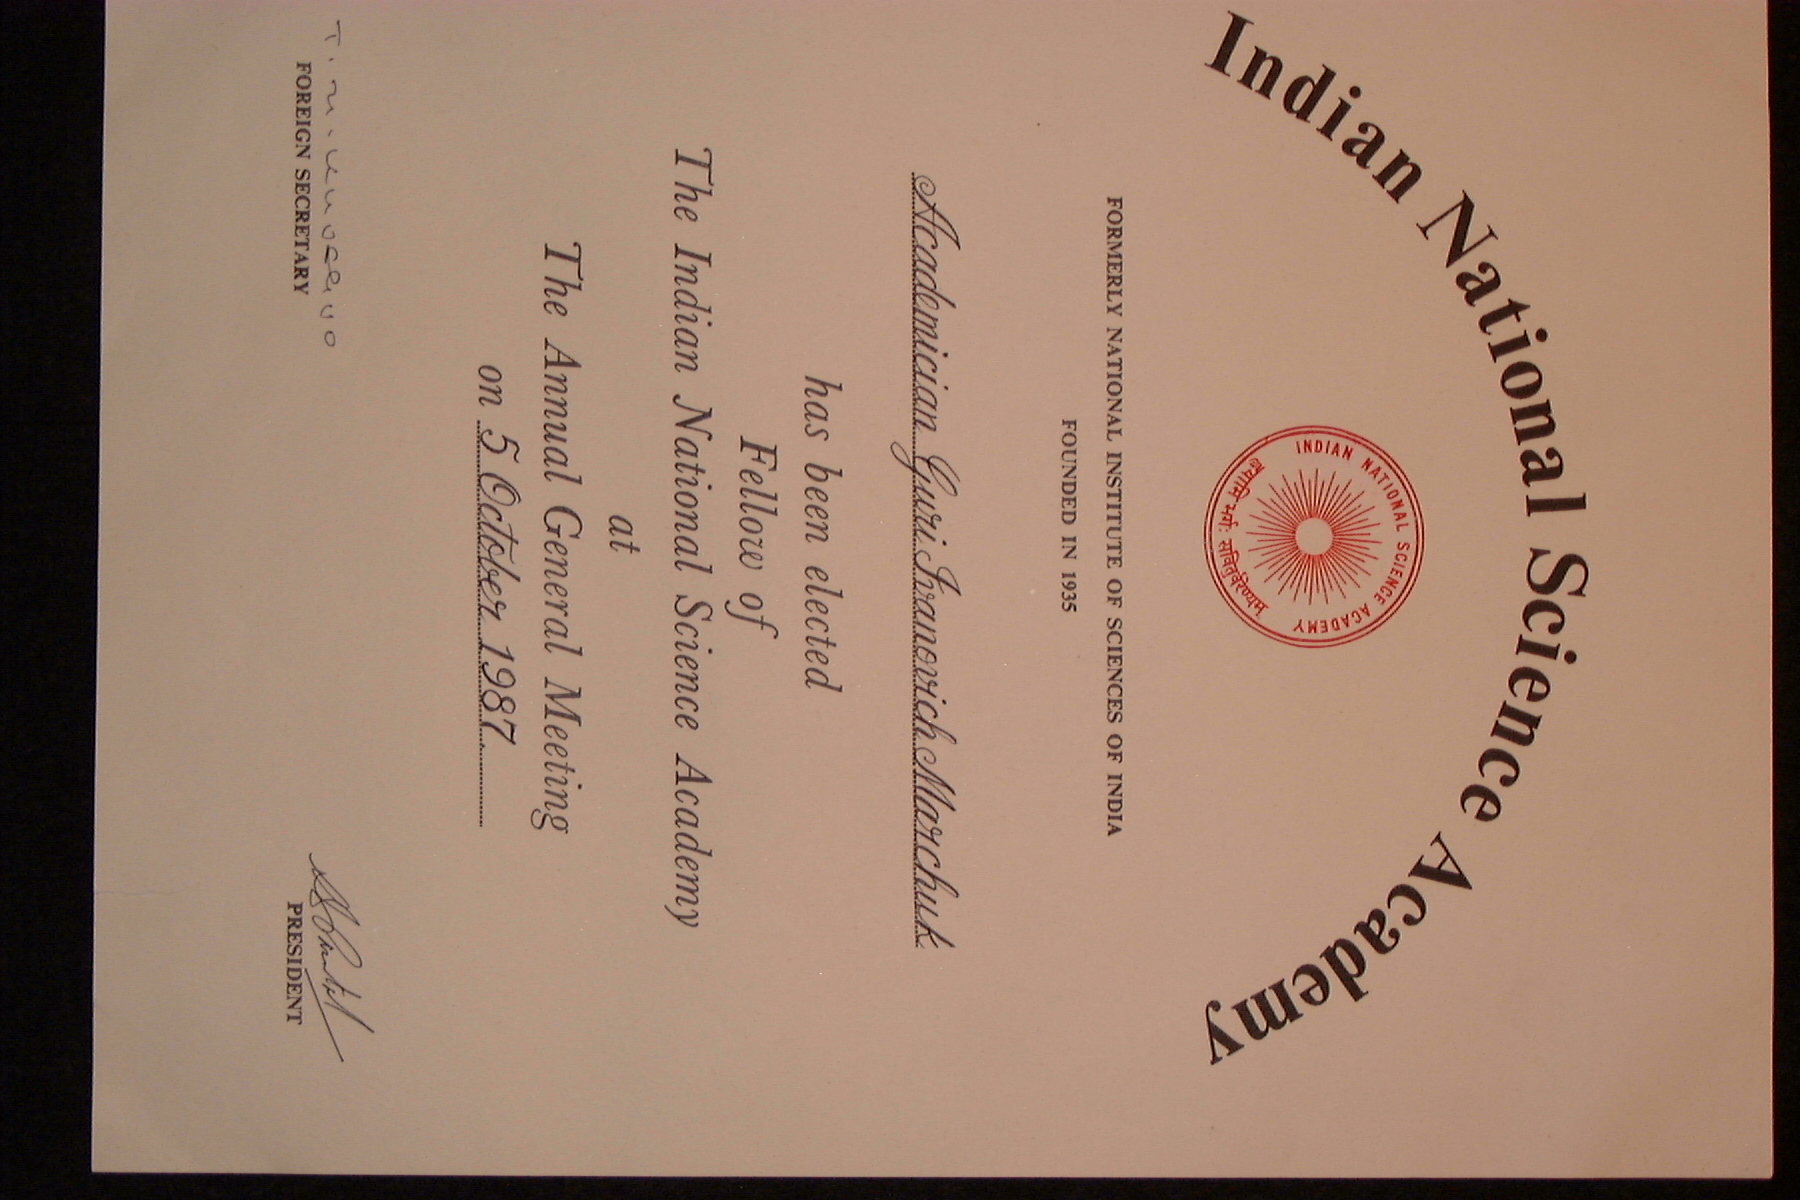 Indian National Science Academy
INDIAN NATIONAL SCIENCE ACADEMY
FORMERLY NATIONAL INSTITUTE OF SCIENCES OF INDIA
FOUNDED IN 1935
Academician Guri Ivanovich Marchuk
has been elected
Fellow of
The Indian National Science Academy
at
The Annual General Meeting
on 5 October 1987
FOREIGN SECRETARY
PRESIDENT